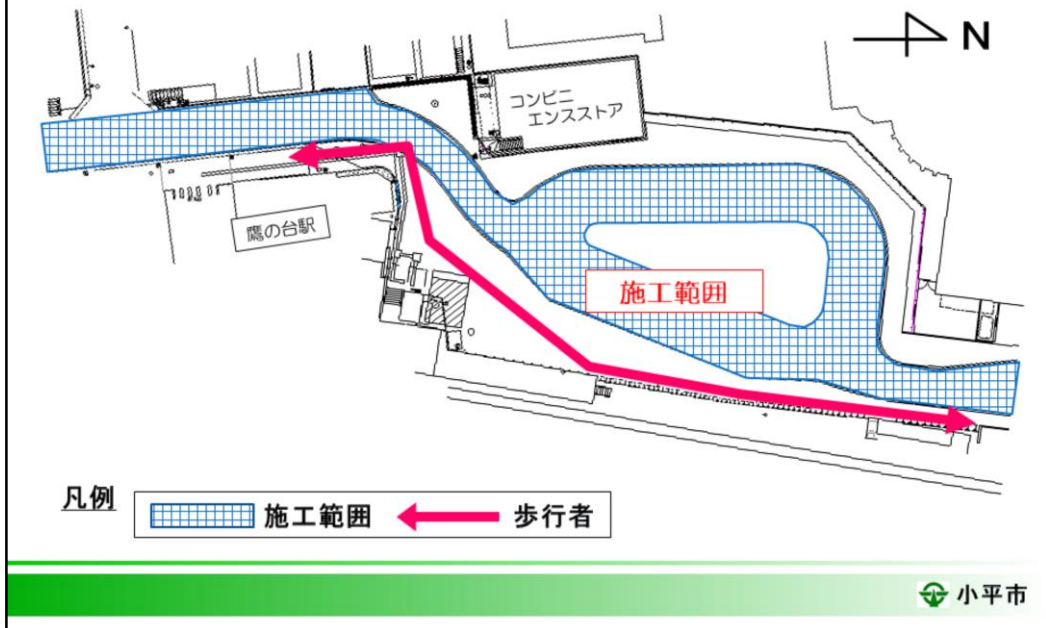 N
コンビニ
エンスストア
鷹の台駅
施工範囲
凡例
施工範囲
歩行者
小平市